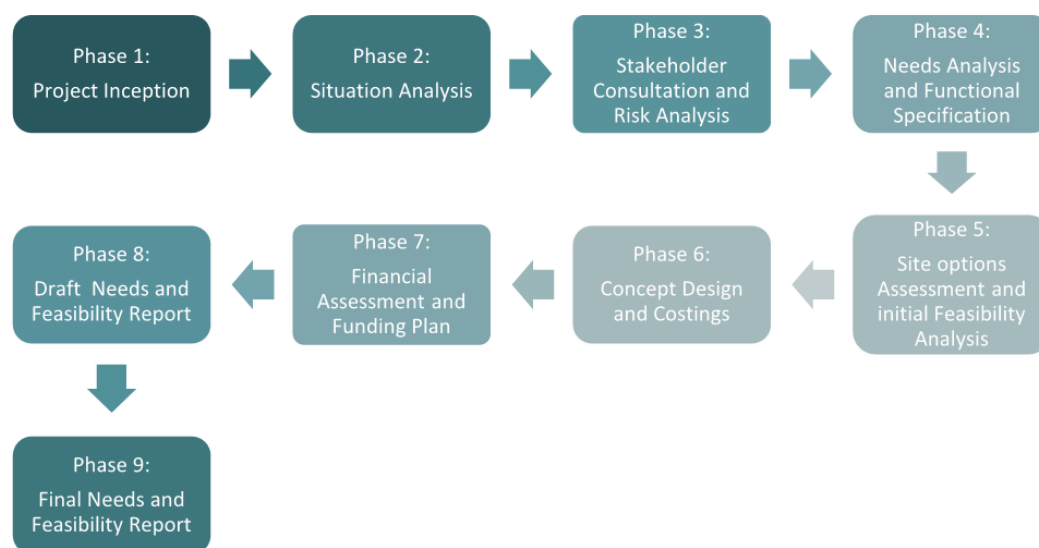 Phase 1:
Project Inception
Phase 2:
Situation Analysis
Phase 3:
Stakeholder
Consultation and
Risk Analysis
Phase 4:
Needs Analysis
and Functional
Specification
Phase 5:
Site options
Assessment and
initial Feasibility
Analysis
Phase 6:
Concept Design
and Costings
Phase 7:
Financial
Assessment and
Funding Plan
Phase 8:
Draft Needs and
Feasibility Report
Phase 9:
Final Needs and
Feasibility Report